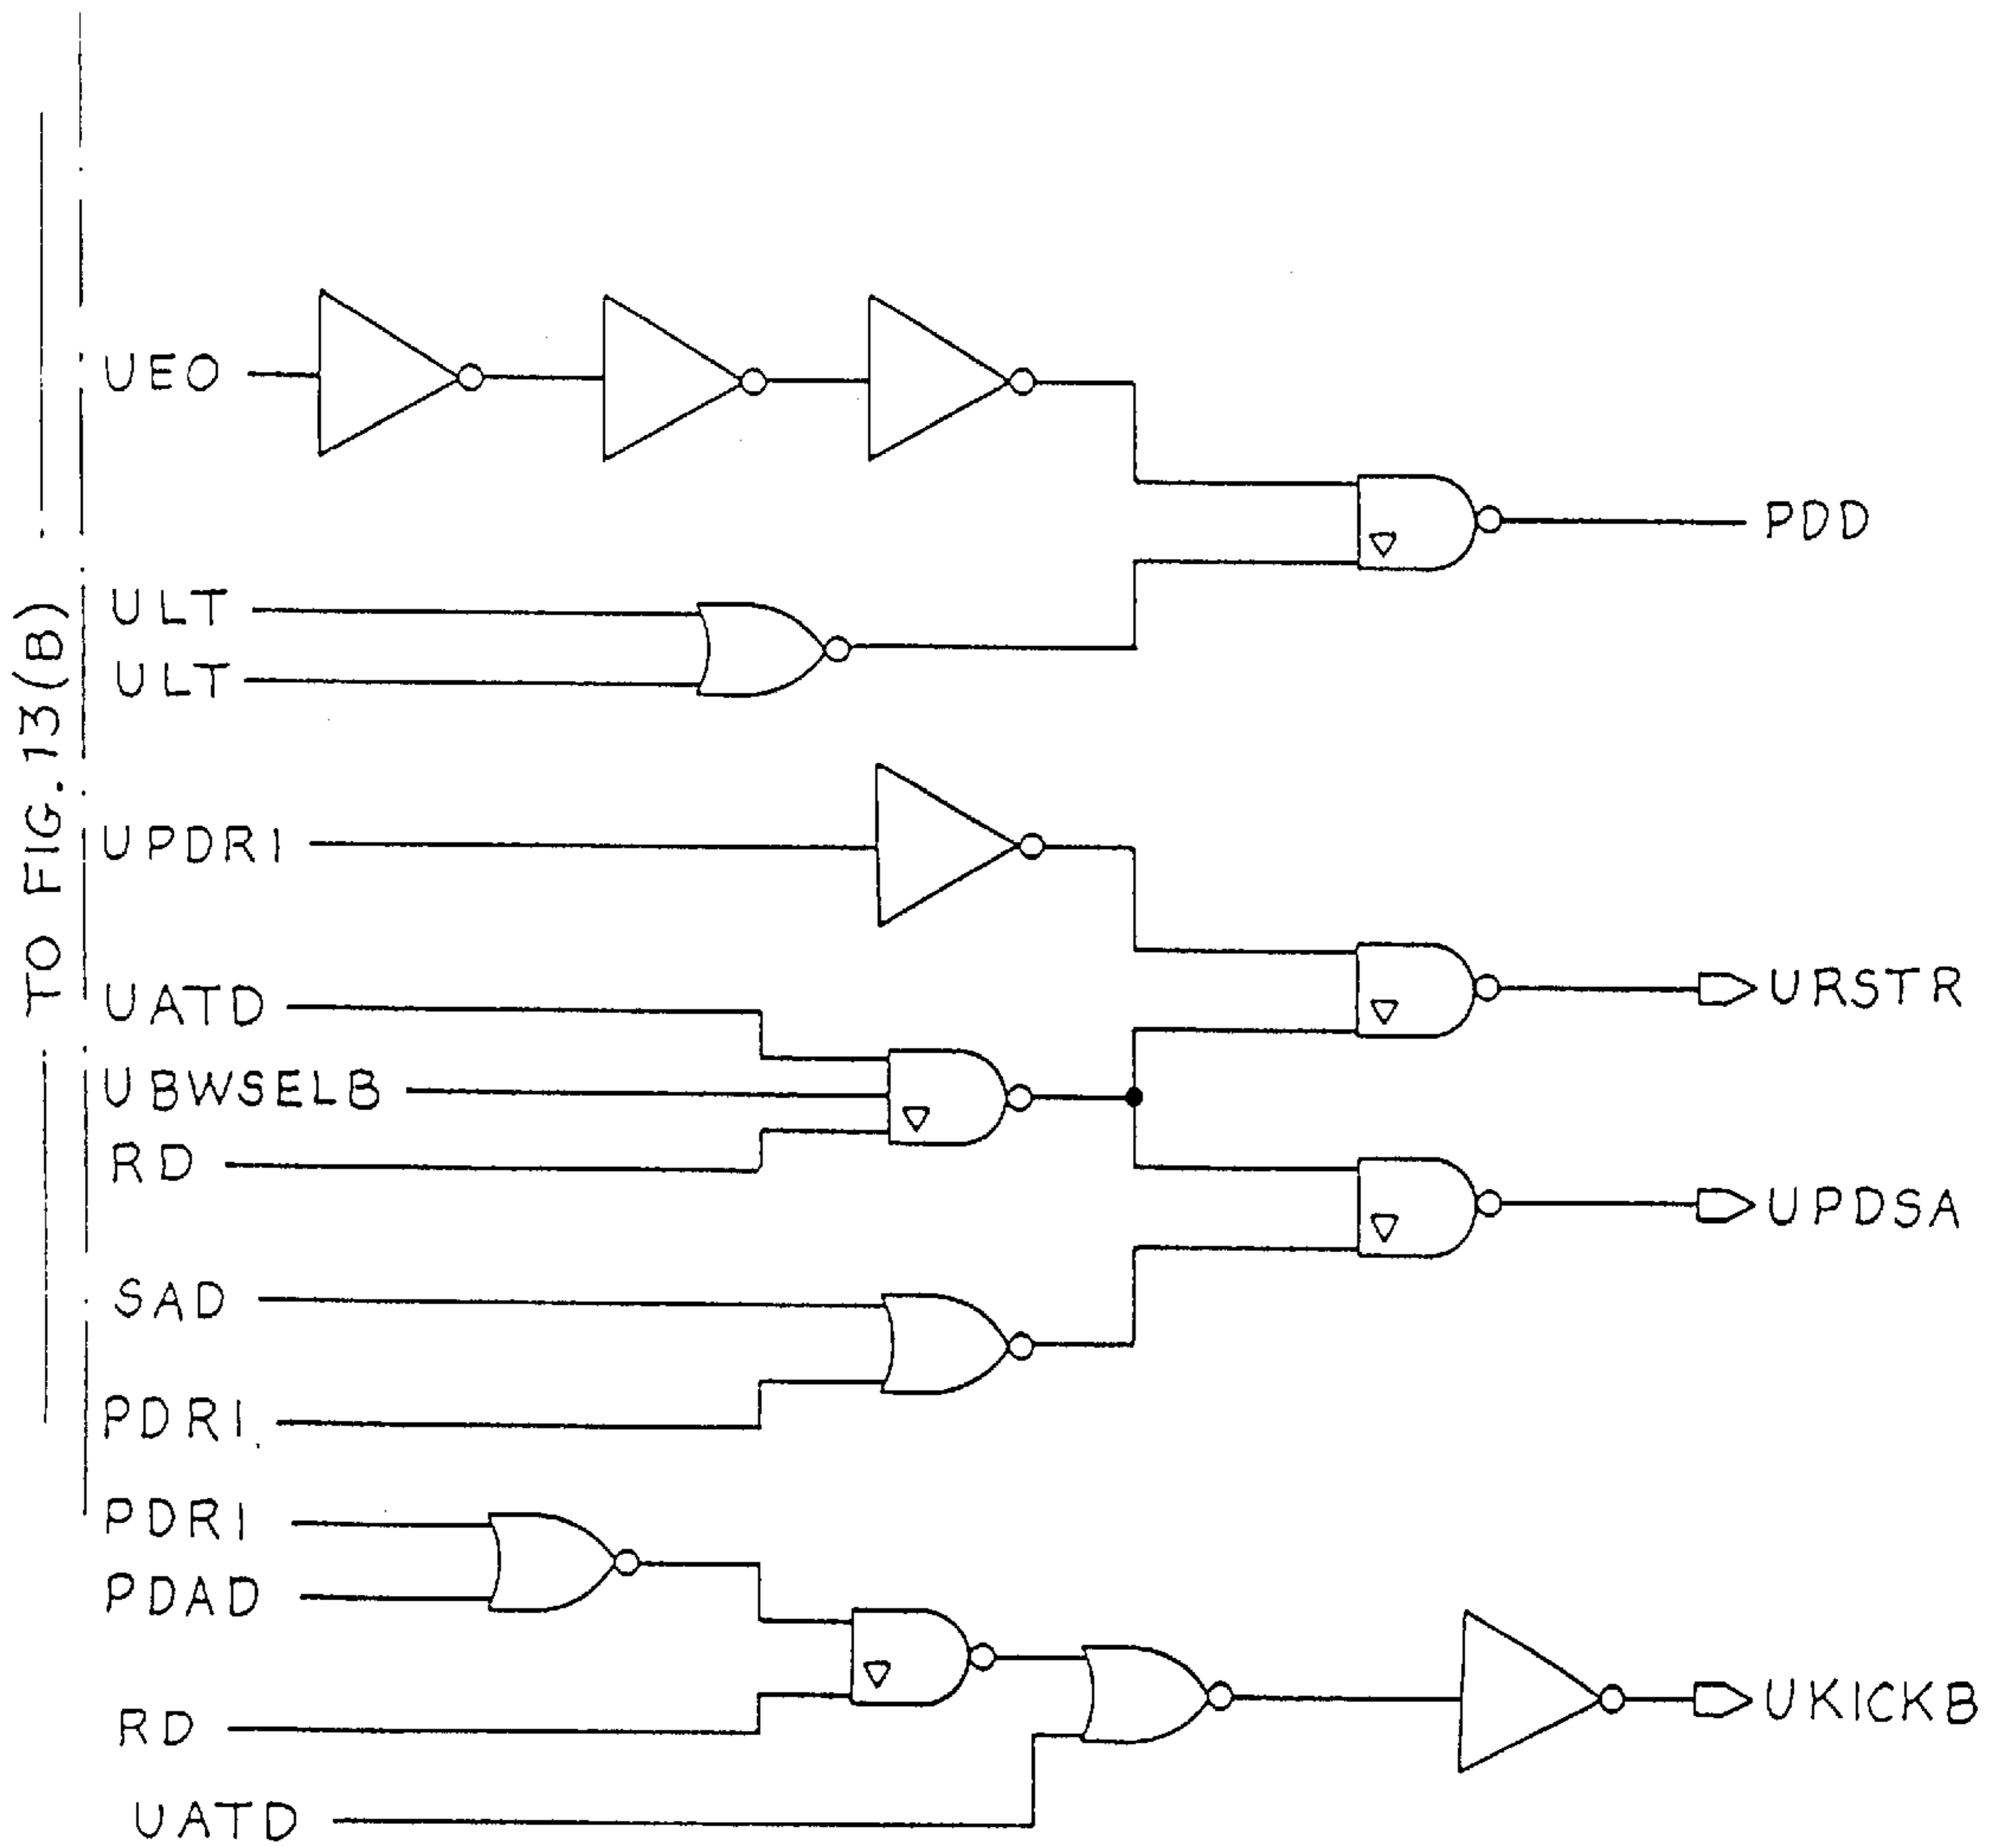 TO FIG. 13(B)
UEO
PDD
ULT
ULT
UPDRI
UATD
URSTR
UBWSELB
RD
UPDSA
SAD
PDRI
PDRI
PDAD
RD
UKICKB
UATD